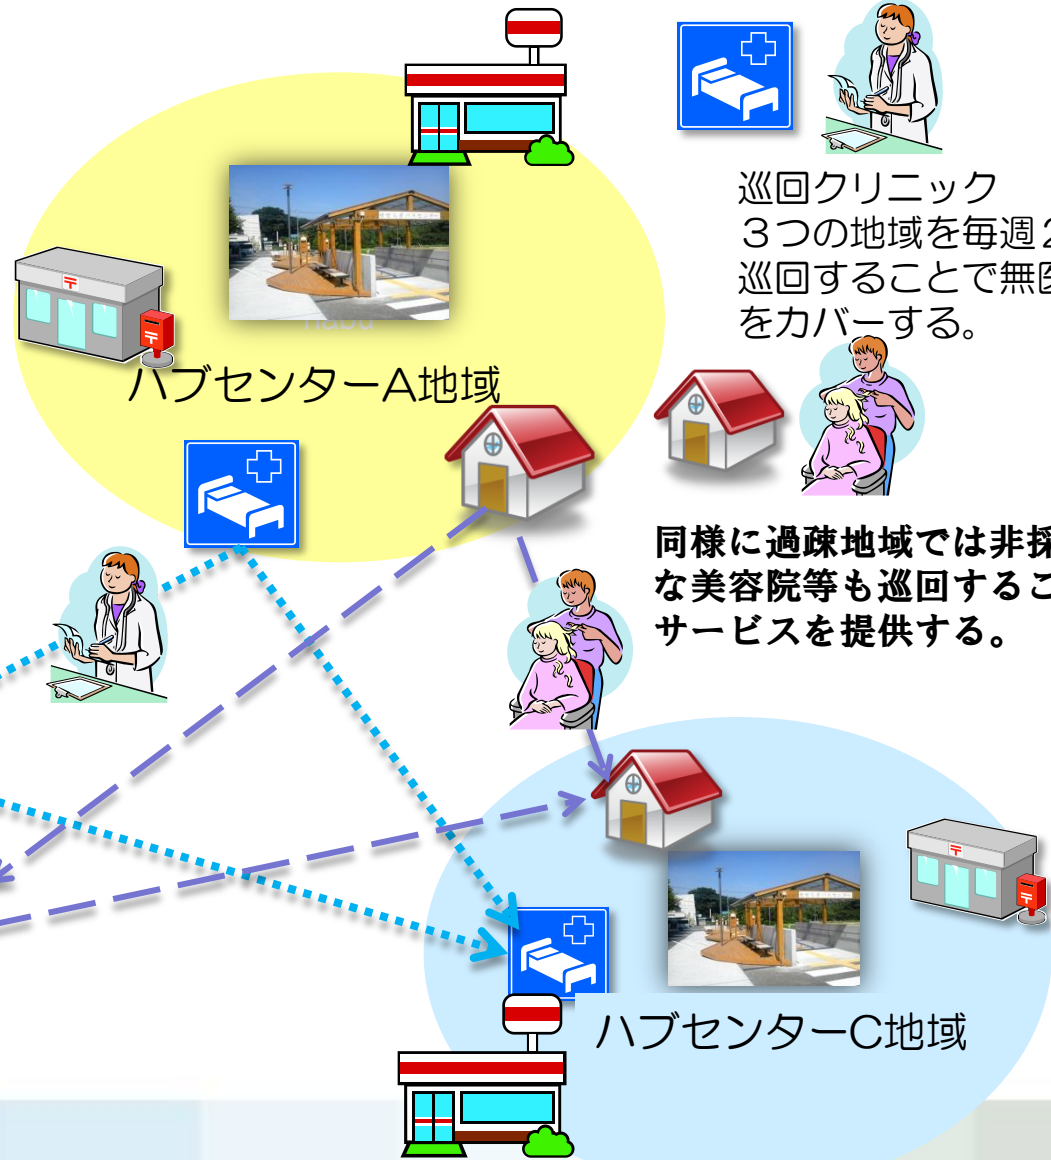 巡回クリニック
3つの地域を毎週2
巡回することで無医
をカバーする。
habu
ハブセンターA地域
同様に過疎地域では非採
な美容院等も巡回するこ
サービスを提供する。
ハブセンターC地域